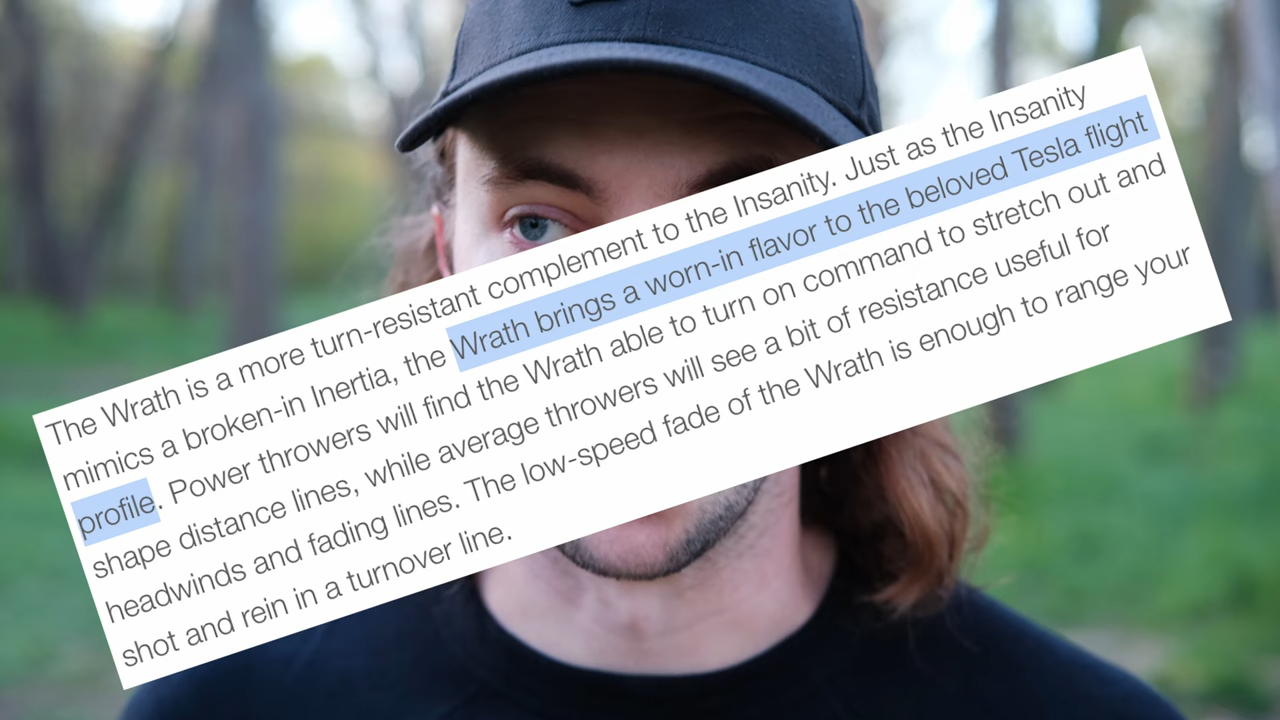 The Wrath is a more turn-resistant complement to the Insanity. Just as the Insanity
mimics a broken-in Inertia, the Wrath brings a worn-in flavor to the beloved Tesla flight
profile. Power throwers will find the Wrath able to turn on command to stretch out and
shape distance lines, while average throwers will see a bit of resistance useful for
headwinds and fading lines. The low-speed fade of the Wrath is enough to range your
shot and rein in a turnover line.